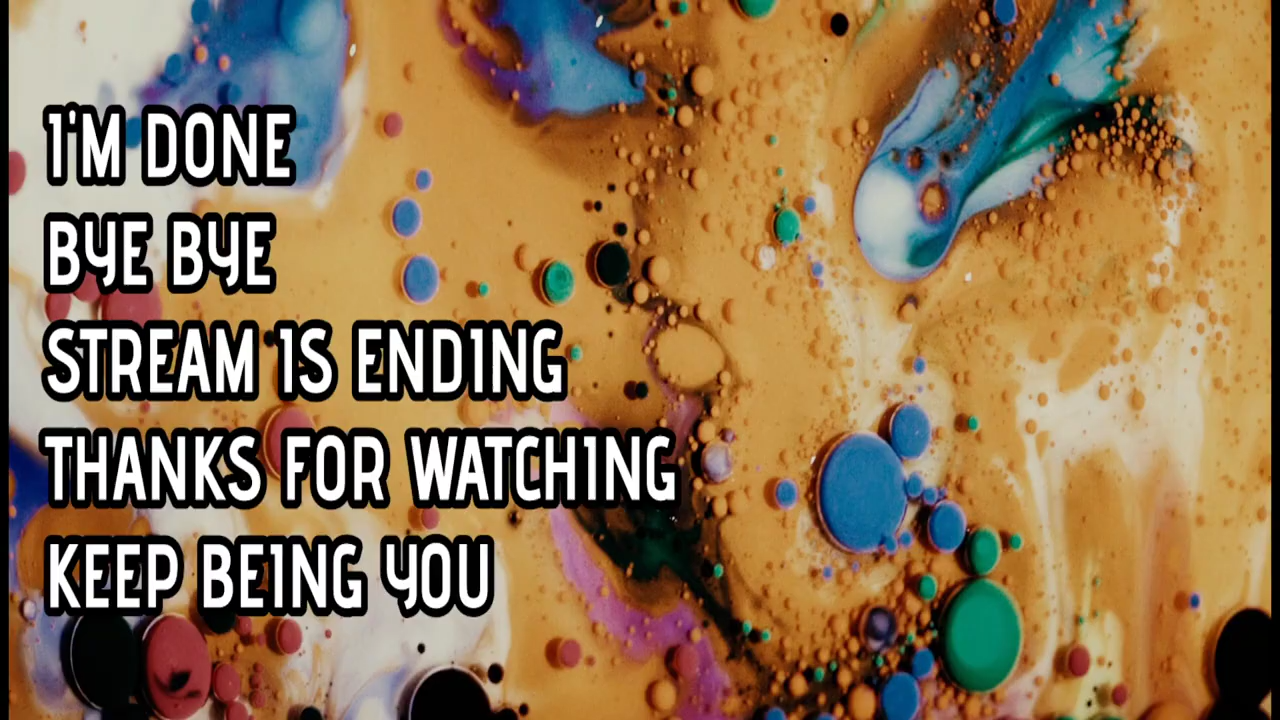 I'M DONE
BYE BYE
STREAM IS ENDING
THANKS FOR WATCHING
KEEP BEING YOU